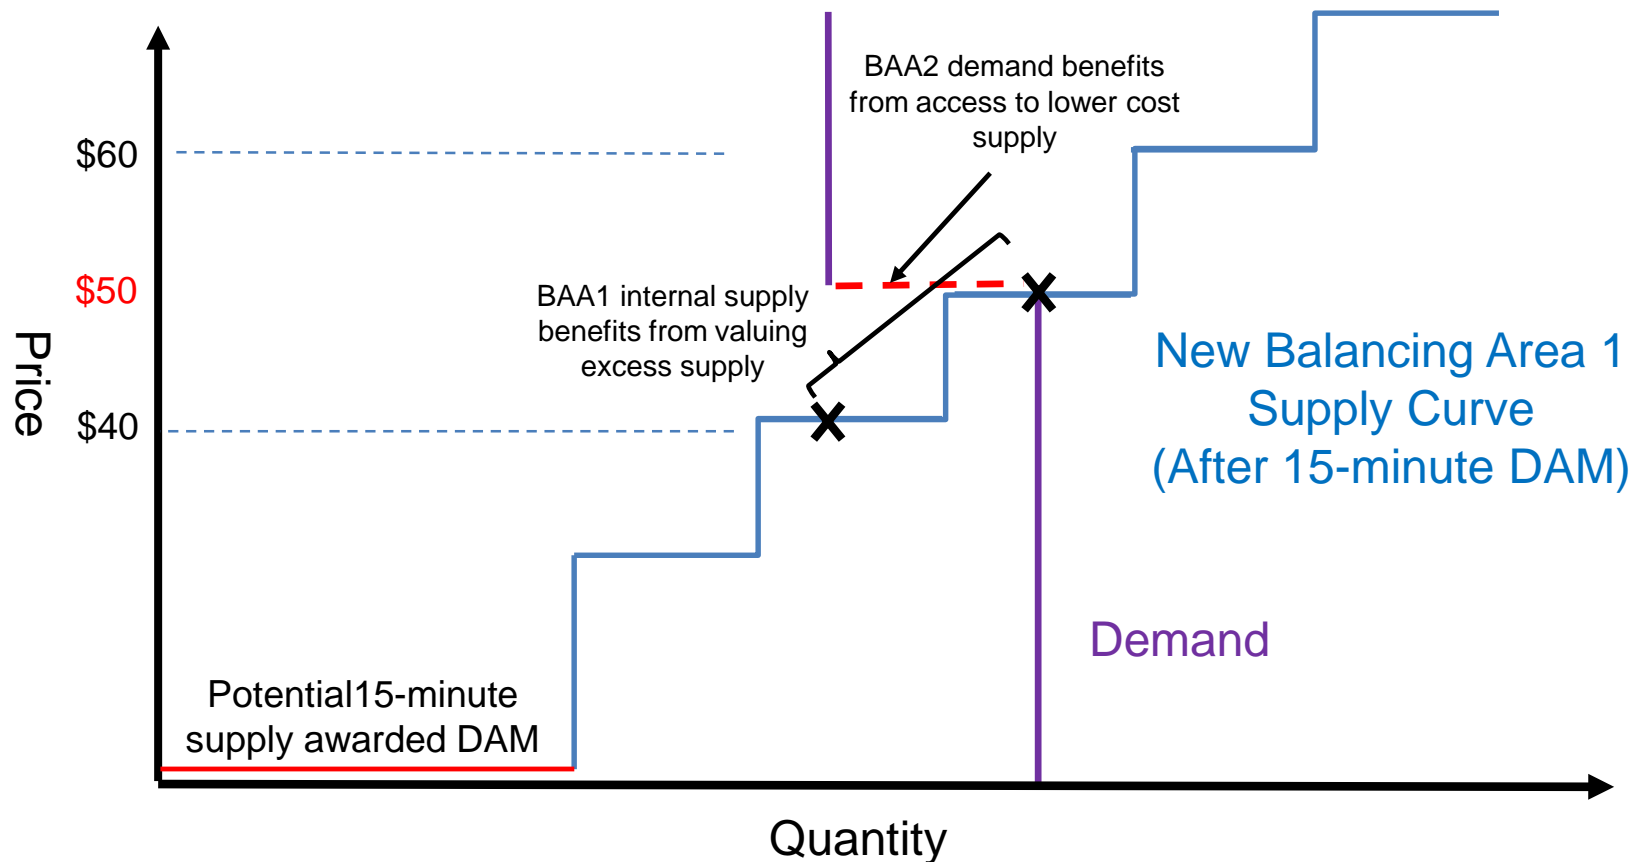 BAA2 demand benefits
from access to lower cost
supply
$60
$50
BAA1 internal supply
benefits from valuing
excess supply
$40
Price
New Balancing Area 1
Supply Curve
(After 15-minute DAM)
Demand
Potential15-minute
supply awarded DAM
Quantity